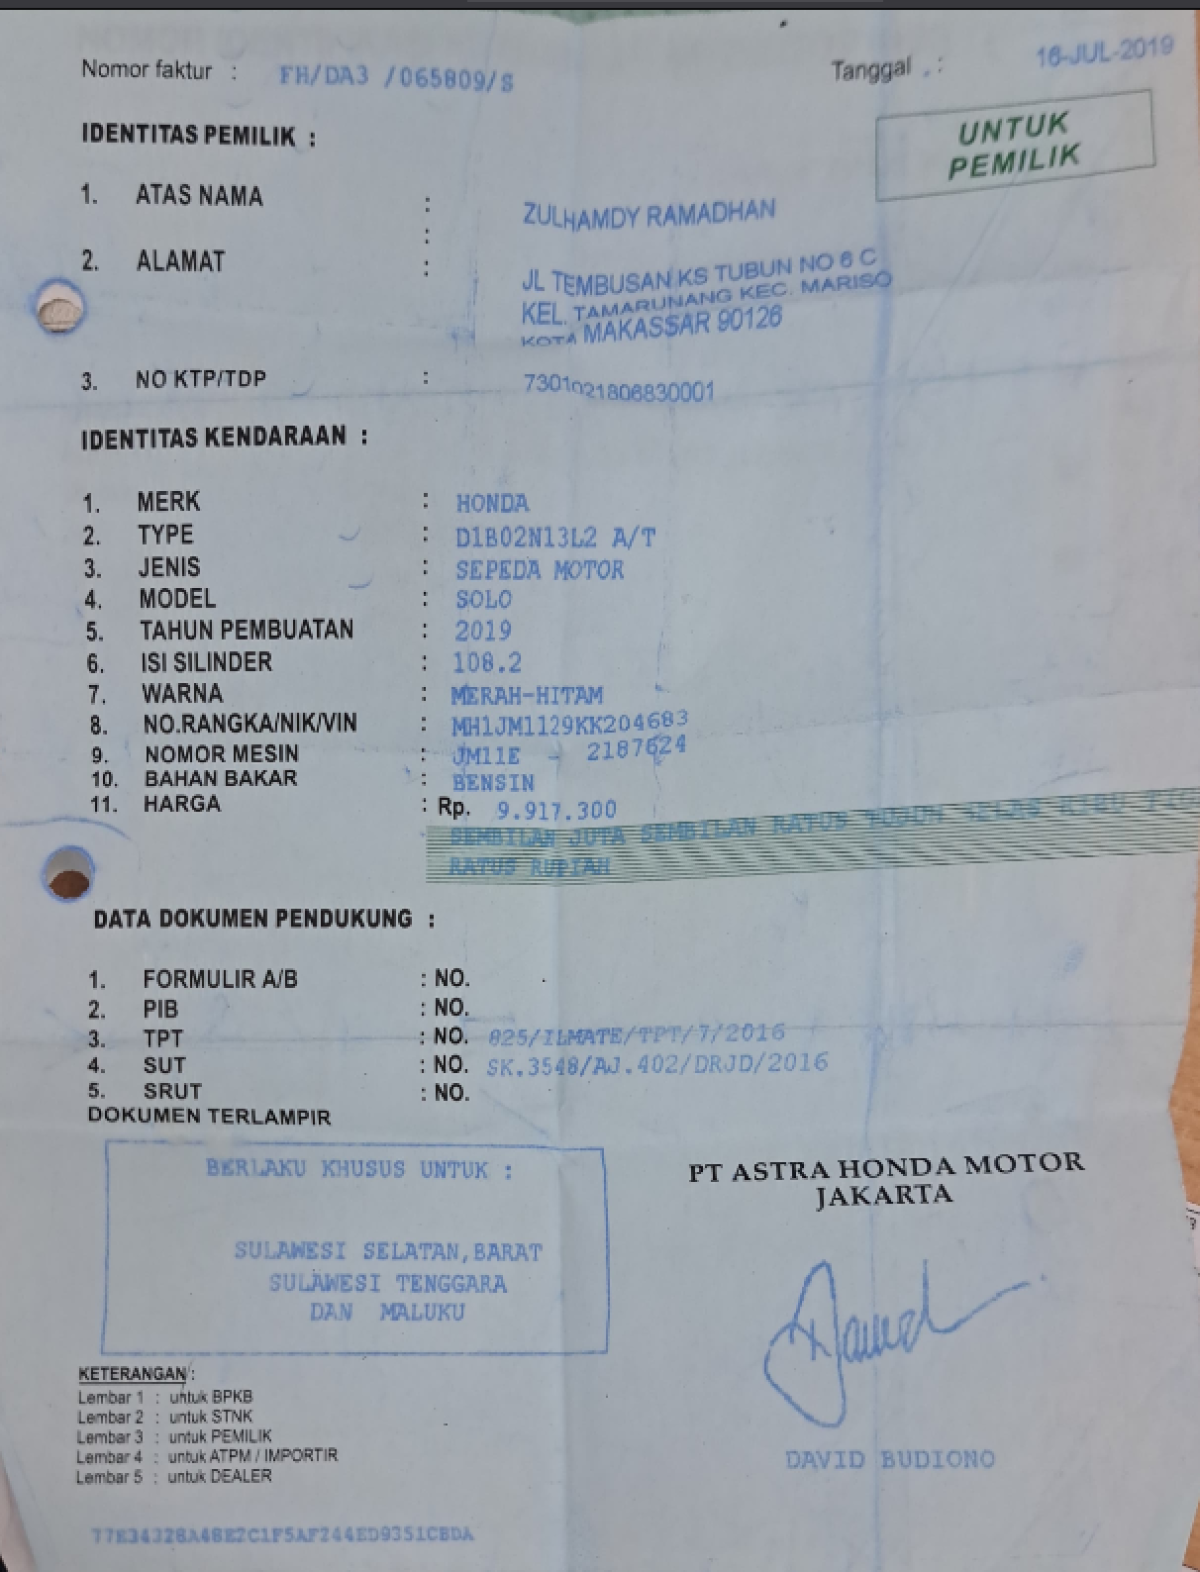 Nomor faktur : FH/DA3 /065809/S
Tanggal : 16-JUL-2019
UNTUK
PEMILIK
IDENTITAS PEMILIK :
1. ATAS NAMA : ZULHAMDY RAMADHAN
:
2. ALAMAT : JL TEMBUSAN KS TUBUN NO 6 C
KEL. TAMARUNANG KEC. MARISO
KOTA MAKASSAR 90126
3. NO KTP/TDP : 7301021806830001
IDENTITAS KENDARAAN :
1. MERK : HONDA
2. TYPE : D1B02N13L2 A/T
3. JENIS : SEPEDA MOTOR
4. MODEL : SOLO
5. TAHUN PEMBUATAN : 2019
6. ISI SILINDER : 108.2
7. WARNA : MERAH-HITAM
8. NO.RANGKA/NIK/VIN : MH1JM1129KK204683
9. NOMOR MESIN : JM11E - 2187624
10. BAHAN BAKAR : BENSIN
11. HARGA : Rp. 9.917.300
SEMBILAN JUTA SEMBILAN RATUS TUJUH BELAS RIBU
RATUS RUPIAH
DATA DOKUMEN PENDUKUNG :
1. FORMULIR A/B : NO.
2. PIB : NO.
3. TPT : NO. 825/ILMATE/TPT/7/2016
4. SUT : NO. SK.3548/AJ.402/DRJD/2016
5. SRUT : NO.
DOKUMEN TERLAMPIR
BERLAKU KHUSUS UNTUK :
SULAWESI SELATAN,BARAT
SULAWESI TENGGARA
DAN MALUKU
PT ASTRA HONDA MOTOR
JAKARTA
David
DAVID BUDIONO
KETERANGAN :
Lembar 1 : untuk BPKB
Lembar 2 : untuk STNK
Lembar 3 : untuk PEMILIK
Lembar 4 : untuk ATPM / IMPORTIR
Lembar 5 : untuk DEALER
77E34328A48E2C1F5AF244ED9351CBDA